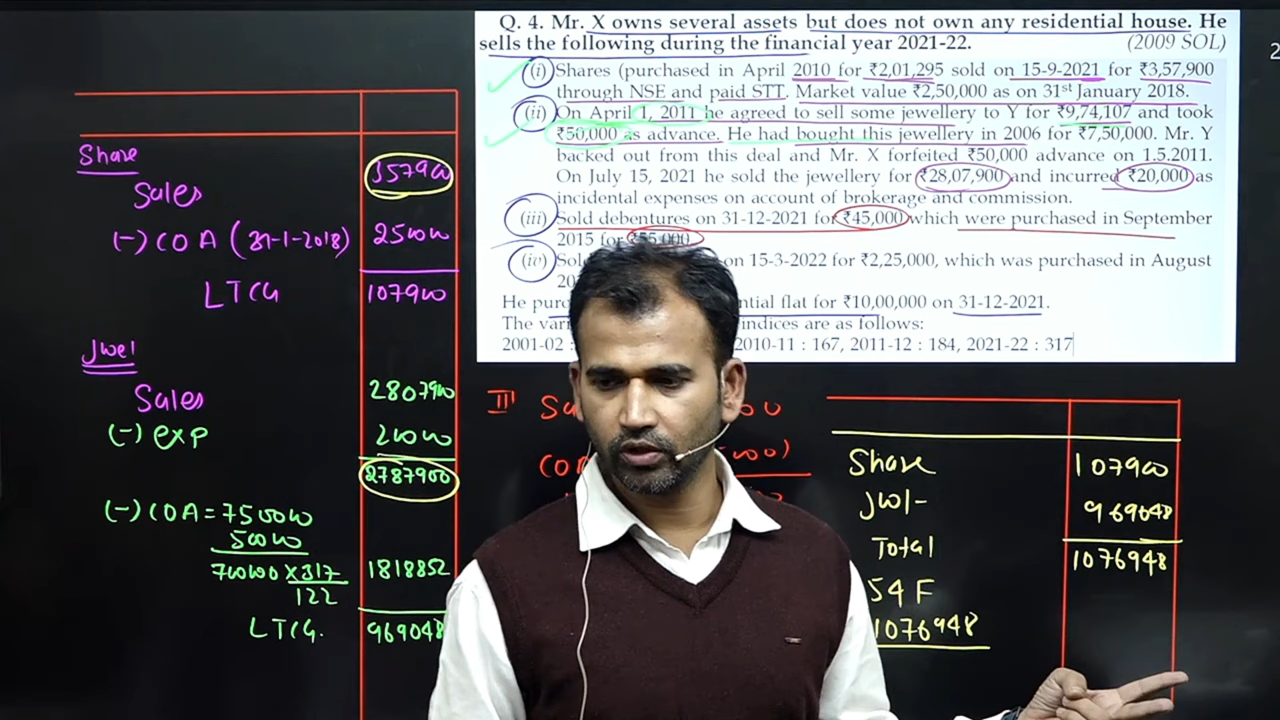 Q. 4. Mr. X owns several assets but does not own any residential house. He
sells the following during the financial year 2021-22. (2009 SOL)
(i) Shares (purchased in April 2010 for ₹2,01,295 sold on 15-9-2021 for ₹3,57,900
through NSE and paid STT. Market value ₹2,50,000 as on 31st January 2018.
(ii) On April 1, 2011 he agreed to sell some jewellery to Y for ₹9,74,107 and took
₹50,000 as advance. He had bought this jewellery in 2006 for ₹7,50,000. Mr. Y
backed out from this deal and Mr. X forfeited ₹50,000 advance on 1.5.2011.
On July 15, 2021 he sold the jewellery for ₹28,07,900 and incurred ₹20,000 as
incidental expenses on account of brokerage and commission.
(iii) Sold debentures on 31-12-2021 for ₹45,000 which were purchased in September
2015 for ₹55,000.
(iv) on 15-3-2022 for ₹2,25,000, which was purchased in August
He flat for ₹10,00,000 on 31-12-2021.
The indices are as follows:
2001-02 : 2010-11 : 167, 2011-12 : 184, 2021-22 : 317
2
Share
Sales 357900
(-) COA (31-1-2018) 250000
LTCG 107900
Jwel
Sales 2807900
(-) exp 20000
2787900
(-) COA = 750000
50000
700000 × 317 1818852
122
LTCG. 969048
III
Share 107900
Jwl- 969048
Total 1076948
54 F
1076948